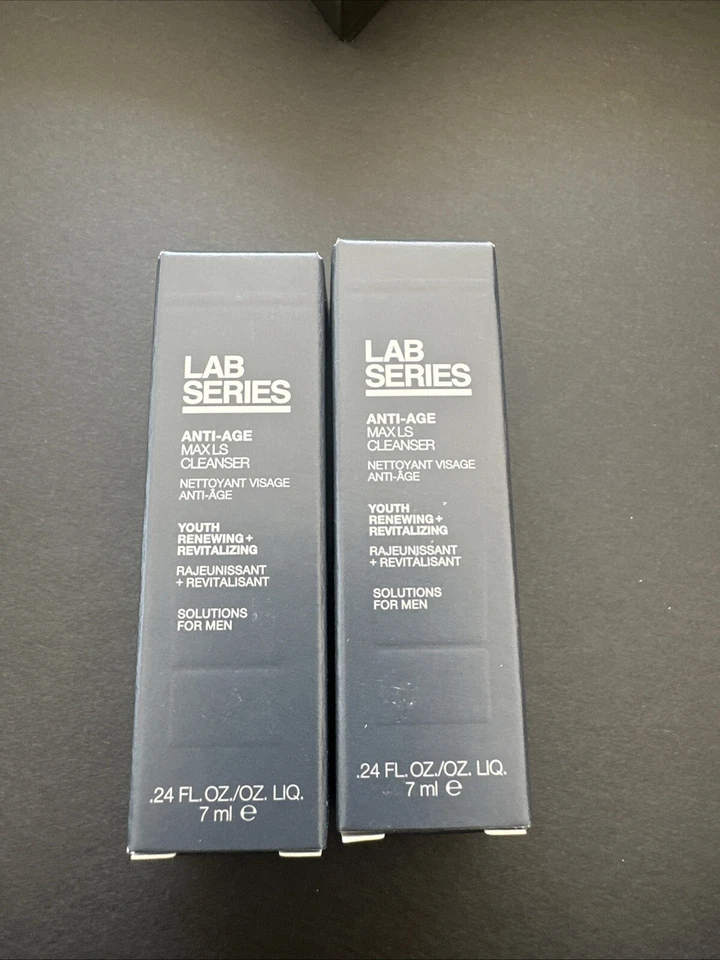 LAB
SERIES
ANTI-AGE
MAX LS
CLEANSER
NETTOYANT VISAGE
ANTI-ÂGE
YOUTH
RENEWING+
REVITALIZING
RAJEUNISSANT
+ REVITALISANT
SOLUTIONS
FOR MEN
.24 FL. OZ./OZ. LIQ.
7 ml e
LAB
SERIES
ANTI-AGE
MAX LS
CLEANSER
NETTOYANT VISAGE
ANTI-ÂGE
YOUTH
RENEWING+
REVITALIZING
RAJEUNISSANT
+ REVITALISANT
SOLUTIONS
FOR MEN
.24 FL. OZ./OZ. LIQ.
7 ml e